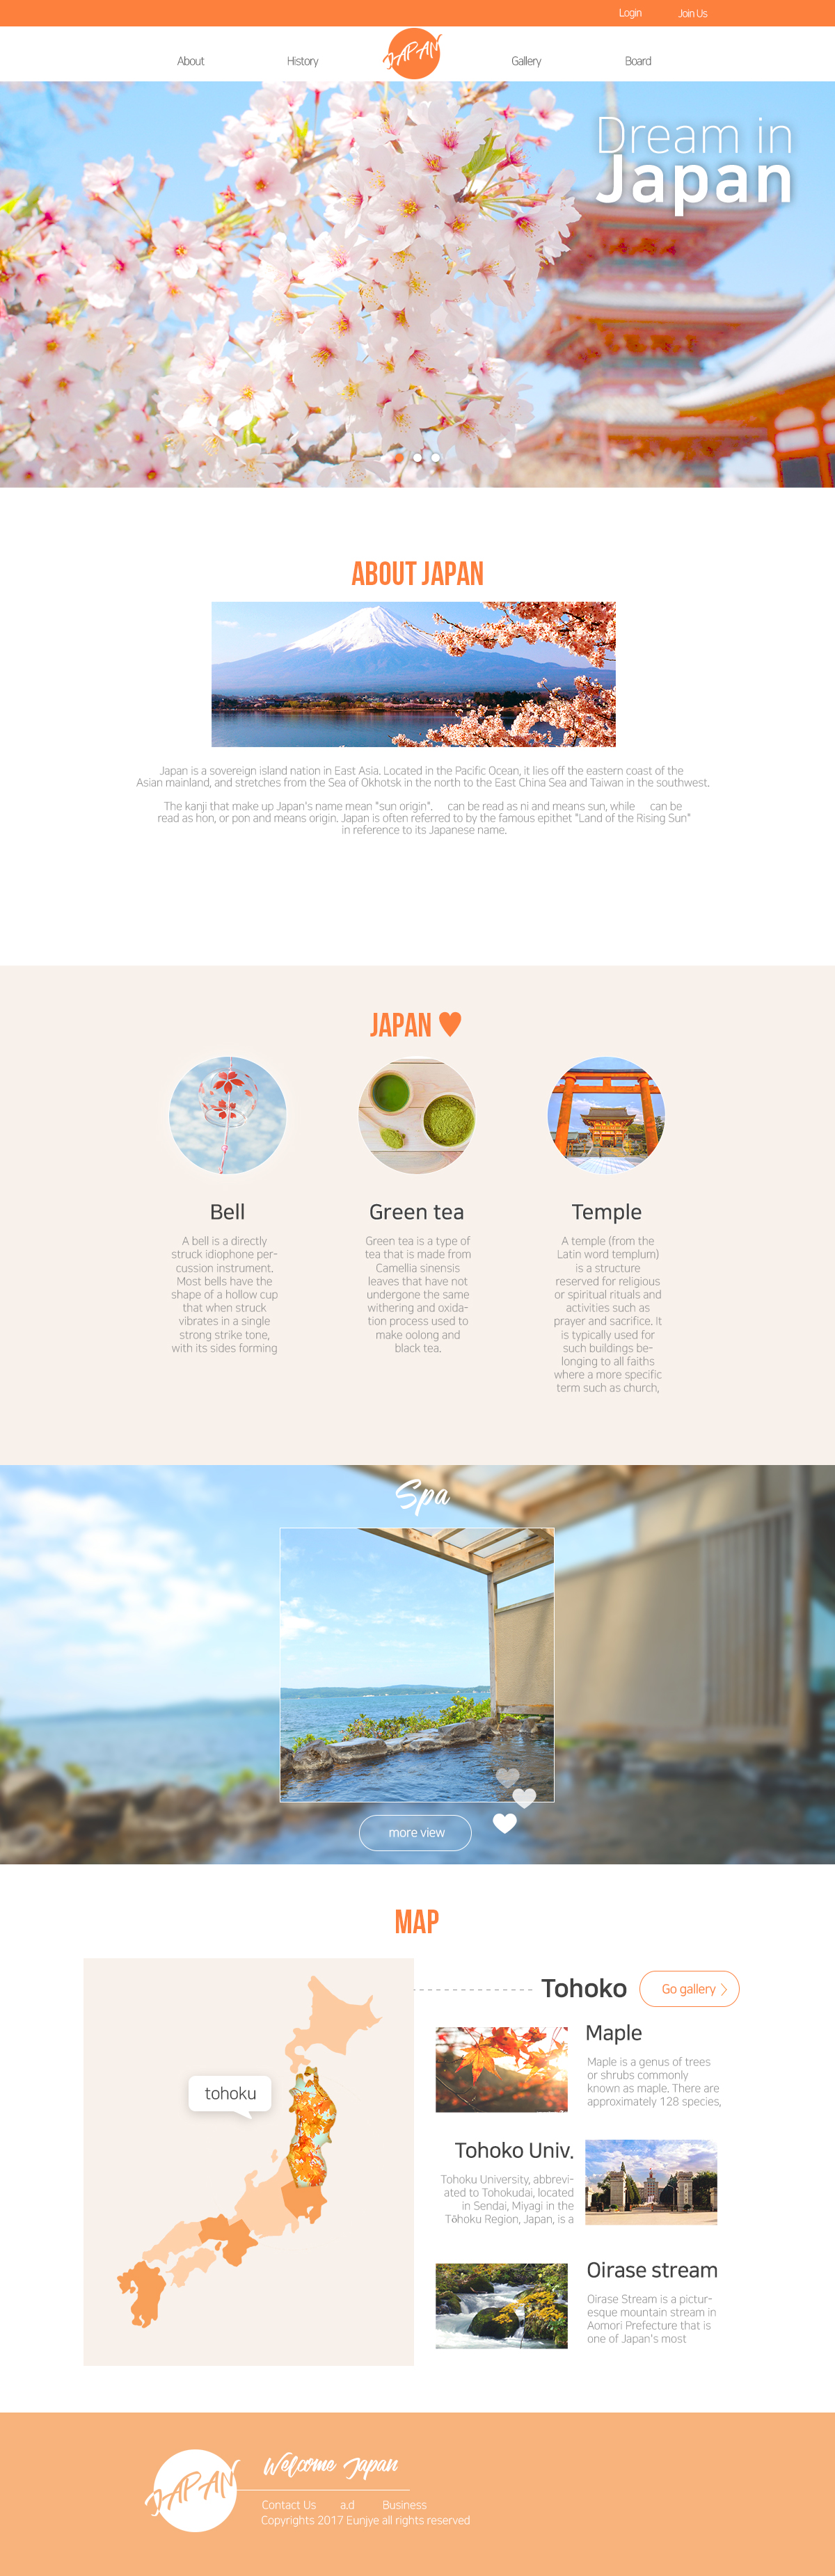 Login Join Us
About History JAPAN Gallery Board
Dream in
Japan
ABOUT JAPAN
Japan is a sovereign island nation in East Asia. Located in the Pacific Ocean, it lies off the eastern coast of the
Asian mainland, and stretches from the Sea of Okhotsk in the north to the East China Sea and Taiwan in the southwest.
The kanji that make up Japan's name mean "sun origin". can be read as ni and means sun, while can be
read as hon, or pon and means origin. Japan is often referred to by the famous epithet "Land of the Rising Sun"
in reference to its Japanese name.
JAPAN ♥
Bell
A bell is a directly
struck idiophone per-
cussion instrument.
Most bells have the
shape of a hollow cup
that when struck
vibrates in a single
strong strike tone,
with its sides forming
Green tea
Green tea is a type of
tea that is made from
Camellia sinensis
leaves that have not
undergone the same
withering and oxida-
tion process used to
make oolong and
black tea.
Temple
A temple (from the
Latin word templum)
is a structure
reserved for religious
or spiritual rituals and
activities such as
prayer and sacrifice. It
is typically used for
such buildings be-
longing to all faiths
where a more specific
term such as church,
Spa
more view
MAP
tohoku
Tohoko Go gallery >
Maple
Maple is a genus of trees
or shrubs commonly
known as maple. There are
approximately 128 species,
Tohoko Univ.
Tohoku University, abbrevi-
ated to Tohokudai, located
in Sendai, Miyagi in the
Tōhoku Region, Japan, is a
Oirase stream
Oirase Stream is a pictur-
esque mountain stream in
Aomori Prefecture that is
one of Japan's most
JAPAN
Welcome Japan
Contact Us a.d Business
Copyrights 2017 Eunjye all rights reserved